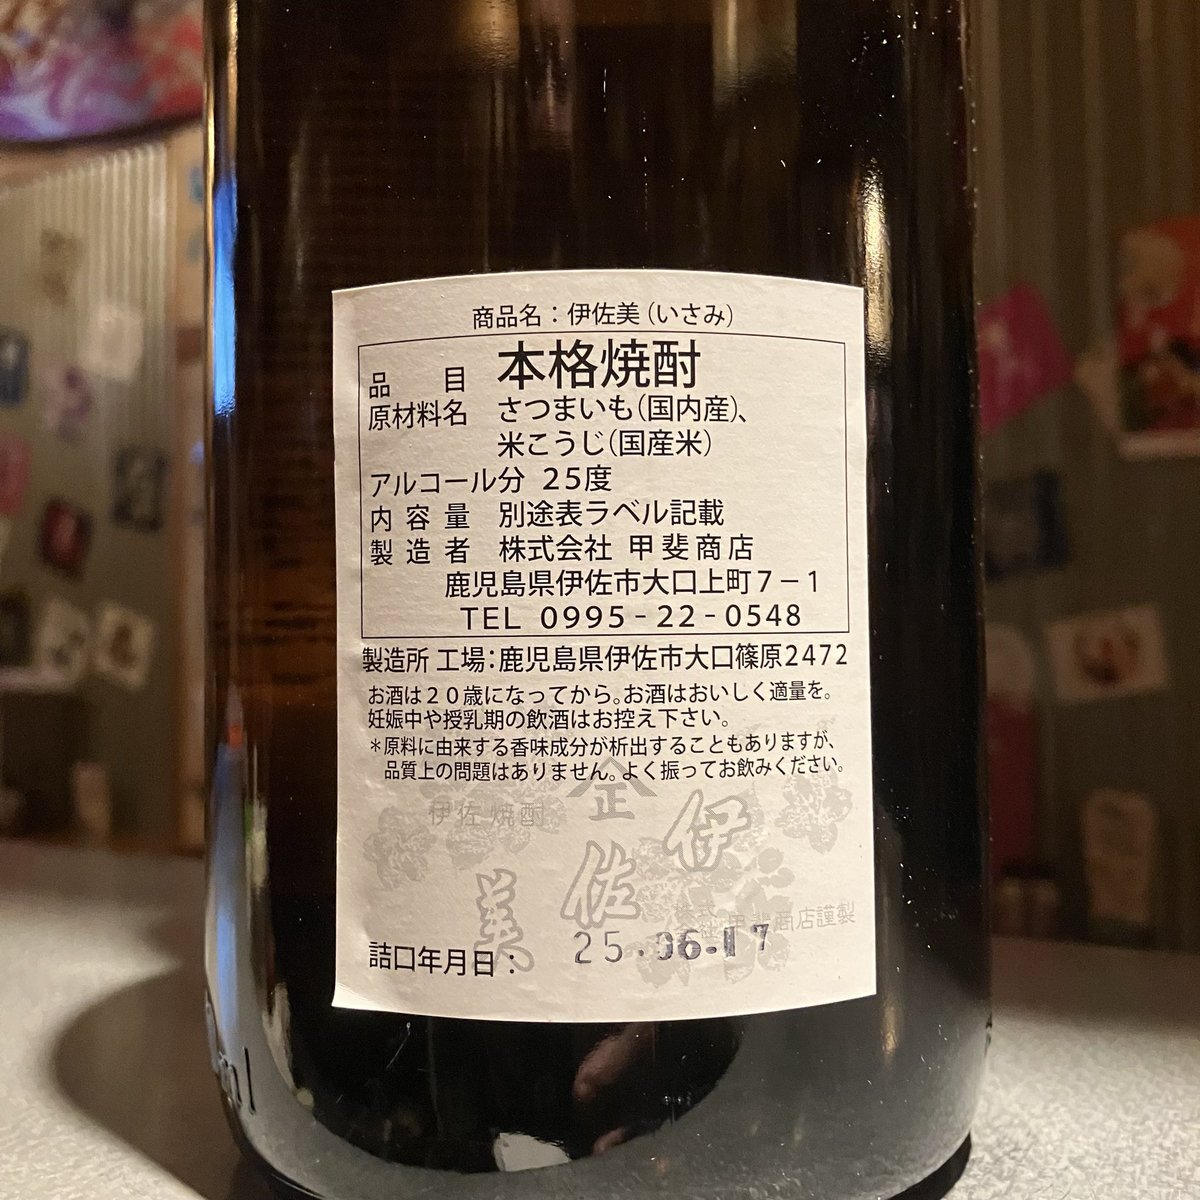 商品名：伊佐美（いさみ）
品目 本格焼酎
原材料名 さつまいも（国内産）、
米こうじ（国産米）
アルコール分 25度
内容量 別途表ラベル記載
製造者 株式会社 甲斐商店
鹿児島県伊佐市大口上町７－１
TEL 0995-22-0548
製造所 工場：鹿児島県伊佐市大口篠原2472
お酒は２０歳になってから。お酒はおいしく適量を。
妊娠中や授乳期の飲酒はお控え下さい。
＊原料に由来する香味成分が析出することもありますが、
品質上の問題はありません。よく振ってお飲みください。
伊佐焼酎
正
伊佐美
株式会社 甲斐商店謹製
詰口年月日： 25.06.17
ml